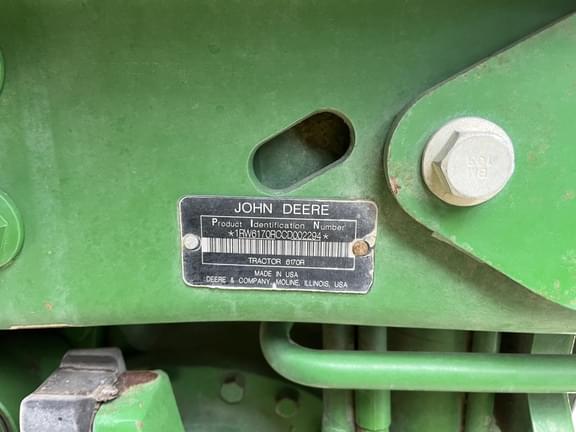 JOHN DEERE
Product Identification Number
*1RW6170RCCD002294*
TRACTOR 6170R
MADE IN USA
DEERE & COMPANY, MOLINE, ILLINOIS, USA